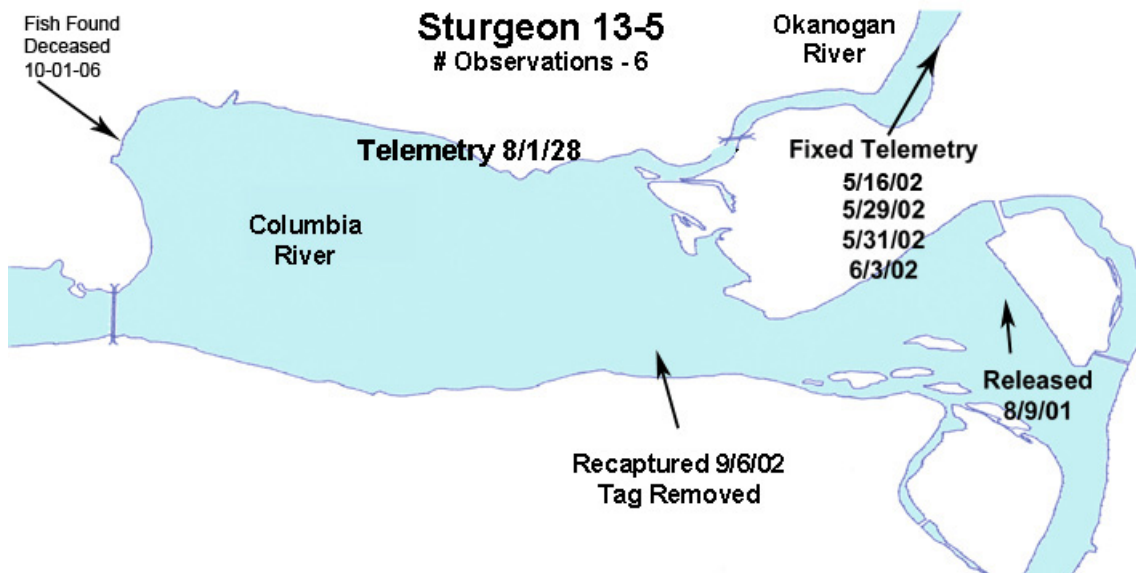 Fish Found
Deceased
10-01-06
Sturgeon 13-5
# Observations - 6
Okanogan
River
Telemetry 8/1/28
Fixed Telemetry
5/16/02
5/29/02
5/31/02
6/3/02
Columbia
River
Released
8/9/01
Recaptured 9/6/02
Tag Removed